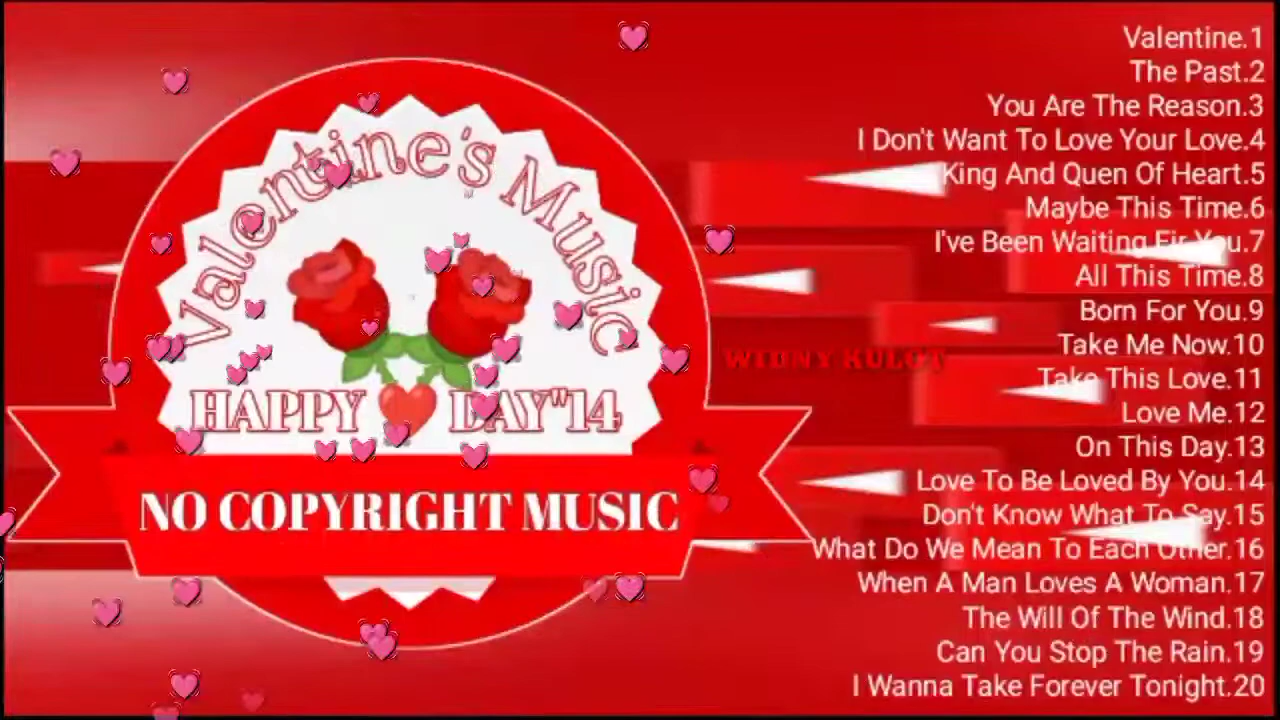 Valentine's Music
HAPPY DAY"14
NO COPYRIGHT MUSIC
WIDNY KULOT
Valentine.1
The Past.2
You Are The Reason.3
I Don't Want To Love Your Love.4
King And Quen Of Heart.5
Maybe This Time.6
I've Been Waiting Fir You.7
All This Time.8
Born For You.9
Take Me Now.10
Take This Love.11
Love Me.12
On This Day.13
Love To Be Loved By You.14
Don't Know What To Say.15
What Do We Mean To Each Other.16
When A Man Loves A Woman.17
The Will Of The Wind.18
Can You Stop The Rain.19
I Wanna Take Forever Tonight.20